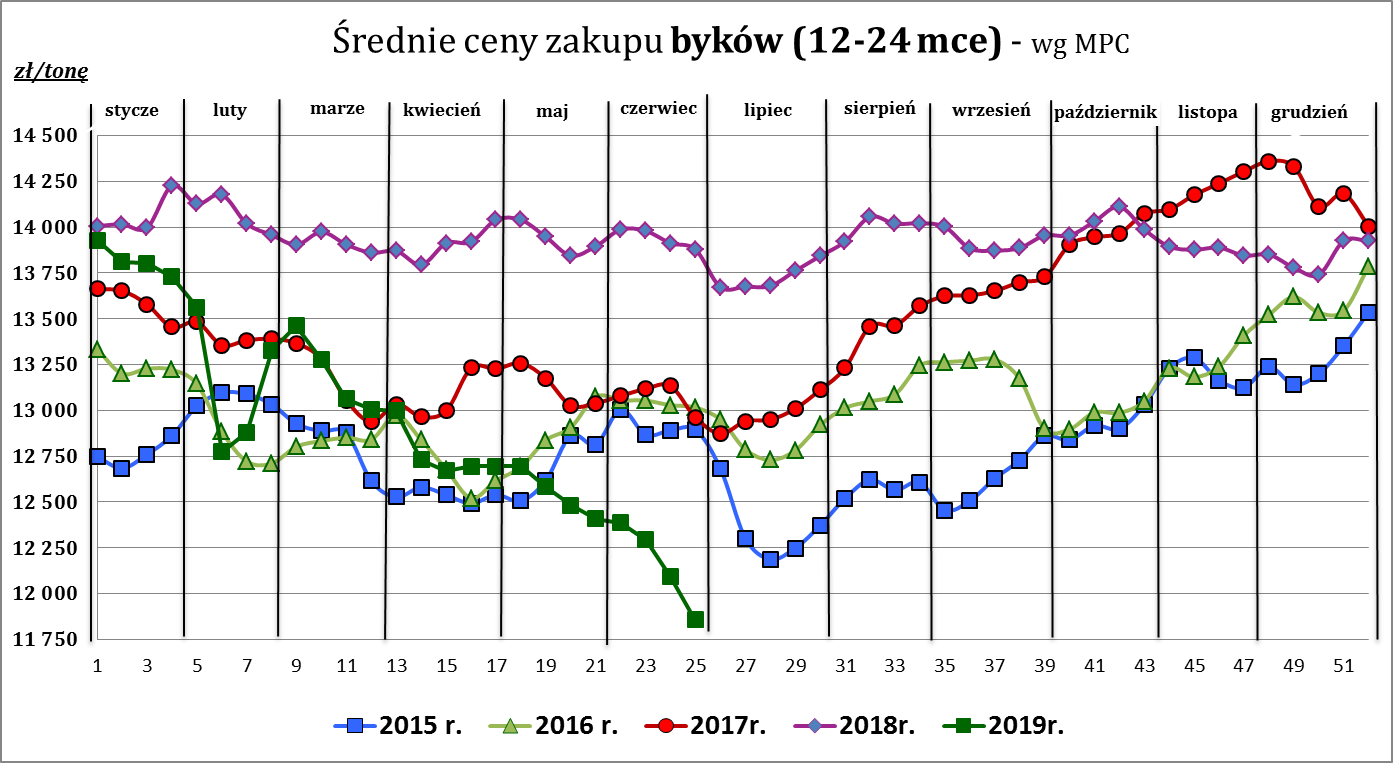 Średnie ceny zakupu byków (12-24 mce) - wg MPC
zł/tonę
stycze luty marze kwiecień maj czerwiec lipiec sierpień wrzesień październik listopa grudzień
14 500
14 250
14 000
13 750
13 500
13 250
13 000
12 750
12 500
12 250
12 000
11 750
1 3 5 7 9 11 13 15 17 19 21 23 25 27 29 31 33 35 37 39 41 43 45 47 49 51
2015 r. 2016 r. 2017r. 2018r. 2019r.